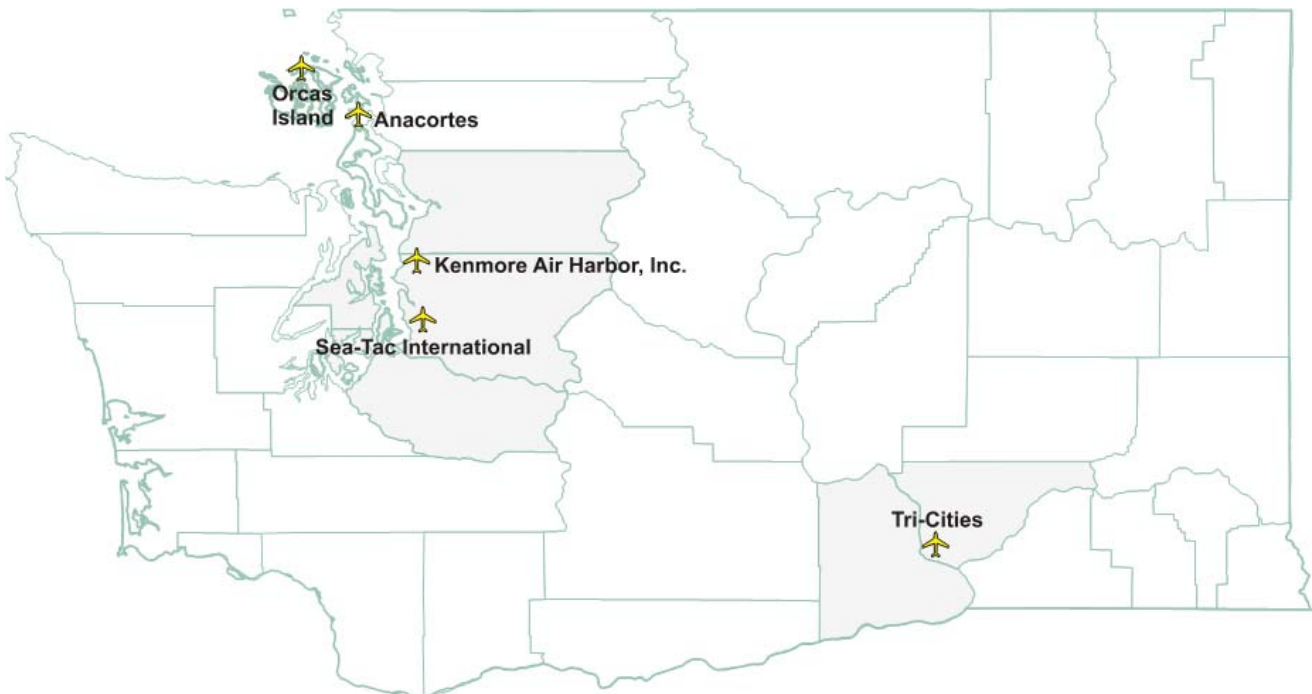 Orcas
Island
Anacortes
Kenmore Air Harbor, Inc.
Sea-Tac International
Tri-Cities